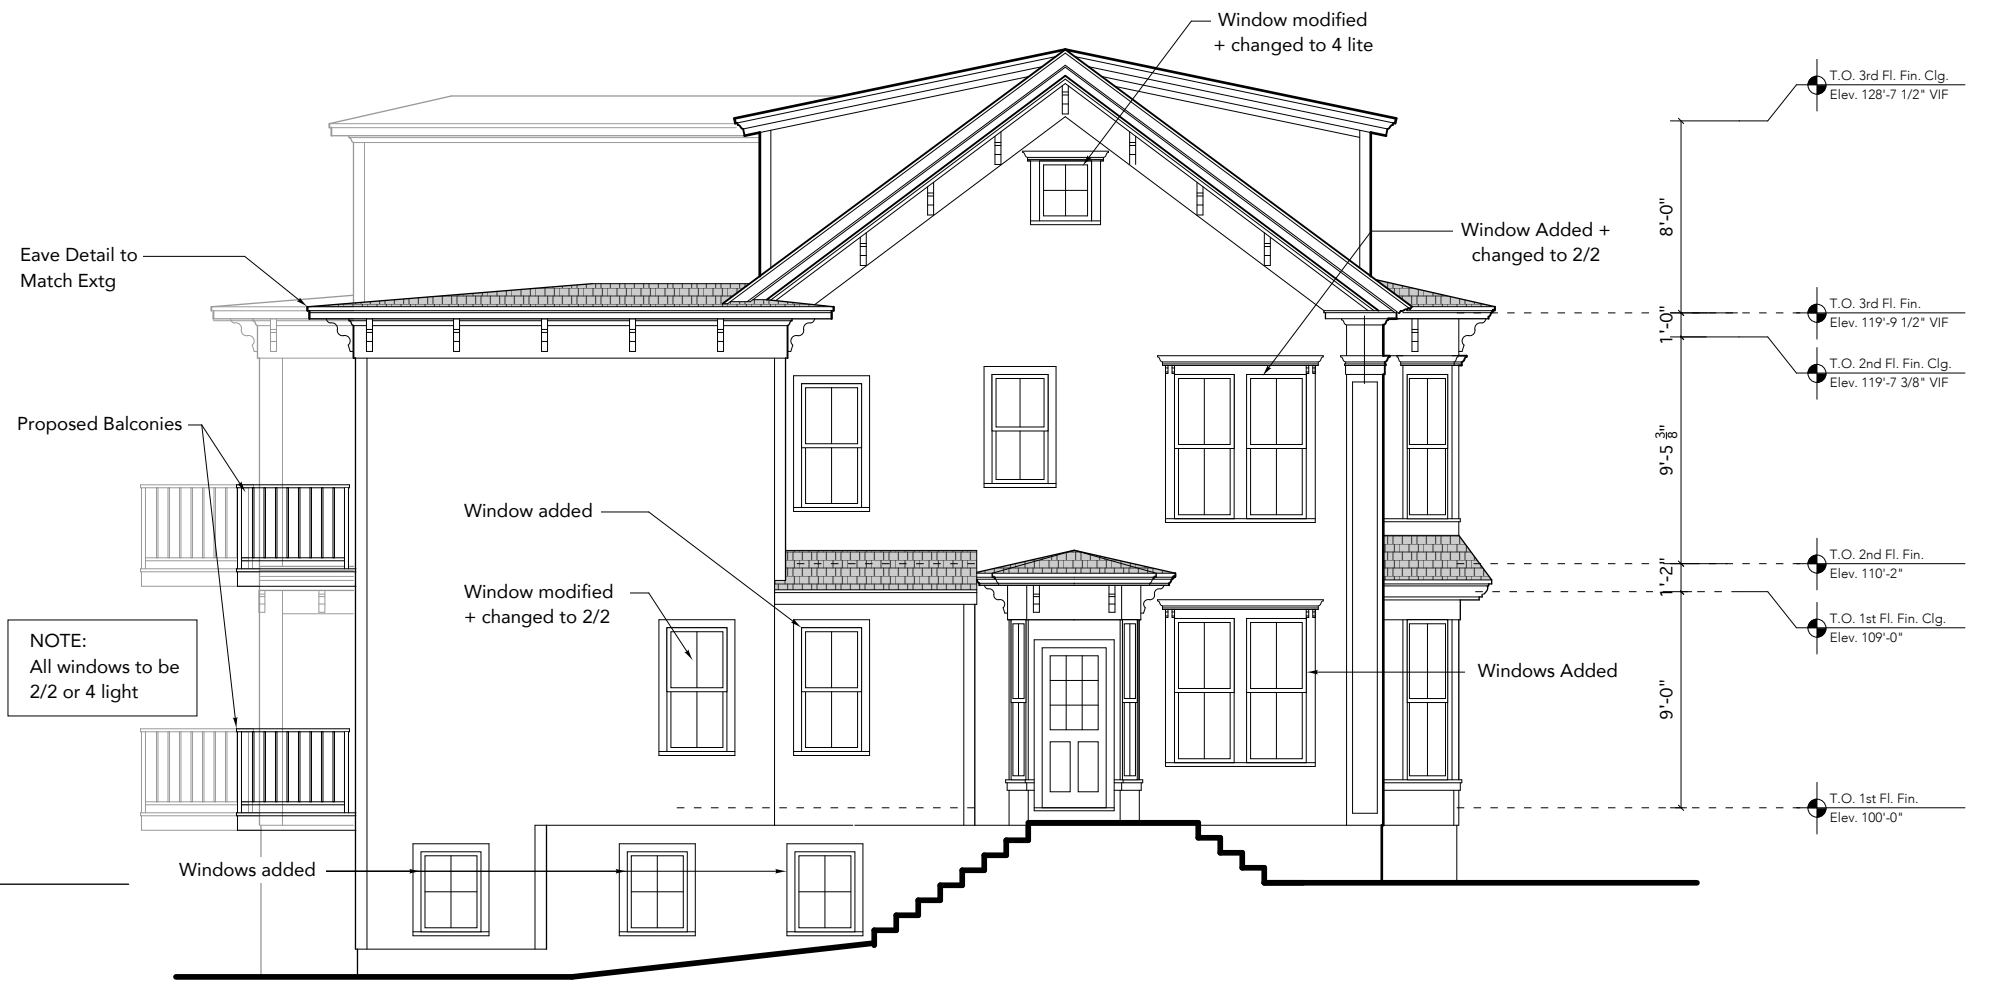 Window modified
+ changed to 4 lite
T.O. 3rd Fl. Fin. Clg.
Elev. 128'-7 1/2" VIF
8'-0"
Window Added +
changed to 2/2
Eave Detail to
Match Extg
T.O. 3rd Fl. Fin.
Elev. 119'-9 1/2" VIF
1'-0"
T.O. 2nd Fl. Fin. Clg.
Elev. 119'-7 3/8" VIF
Proposed Balconies
9'-5 3/8"
Window added
T.O. 2nd Fl. Fin.
Elev. 110'-2"
1'-2"
Window modified
+ changed to 2/2
T.O. 1st Fl. Fin. Clg.
Elev. 109'-0"
NOTE:
All windows to be
2/2 or 4 light
Windows Added
9'-0"
T.O. 1st Fl. Fin.
Elev. 100'-0"
Windows added